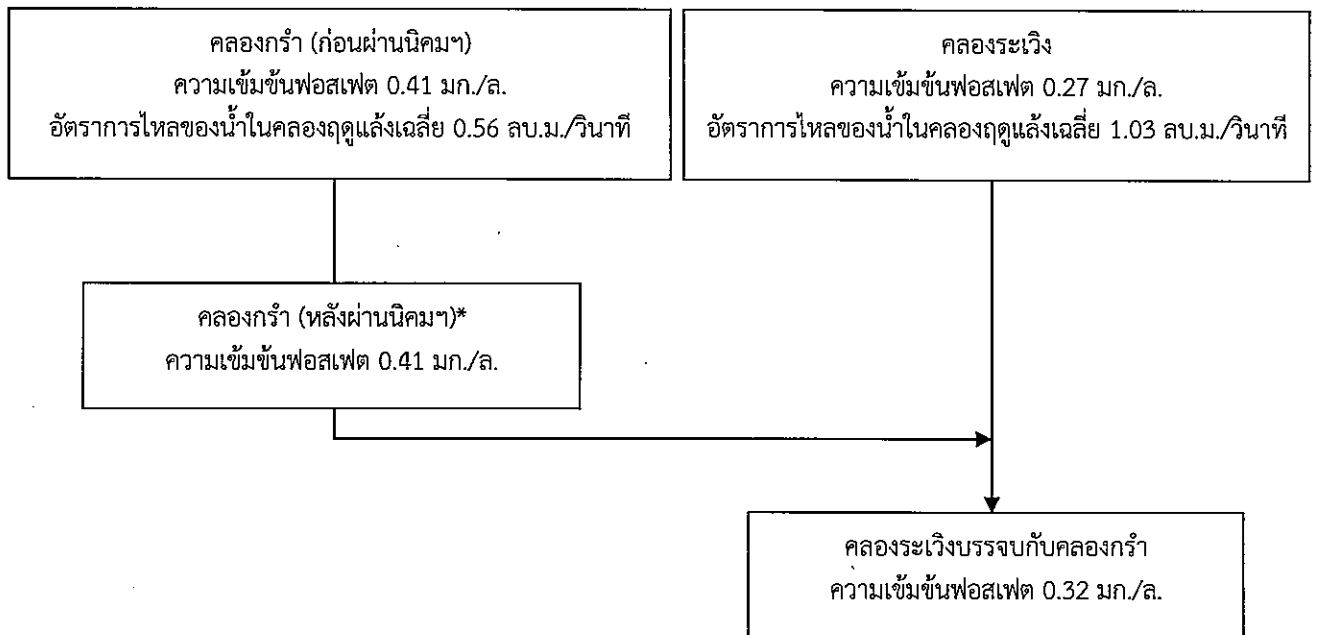 คลองกรำ (ก่อนผ่านนิคมฯ)
ความเข้มข้นฟอสเฟต 0.41 มก./ล.
อัตราการไหลของน้ำในคลองฤดูแล้งเฉลี่ย 0.56 ลบ.ม./วินาที
คลองระเวิง
ความเข้มข้นฟอสเฟต 0.27 มก./ล.
อัตราการไหลของน้ำในคลองฤดูแล้งเฉลี่ย 1.03 ลบ.ม./วินาที
คลองกรำ (หลังผ่านนิคมฯ)*
ความเข้มข้นฟอสเฟต 0.41 มก./ล.
คลองระเวิงบรรจบกับคลองกรำ
ความเข้มข้นฟอสเฟต 0.32 มก./ล.